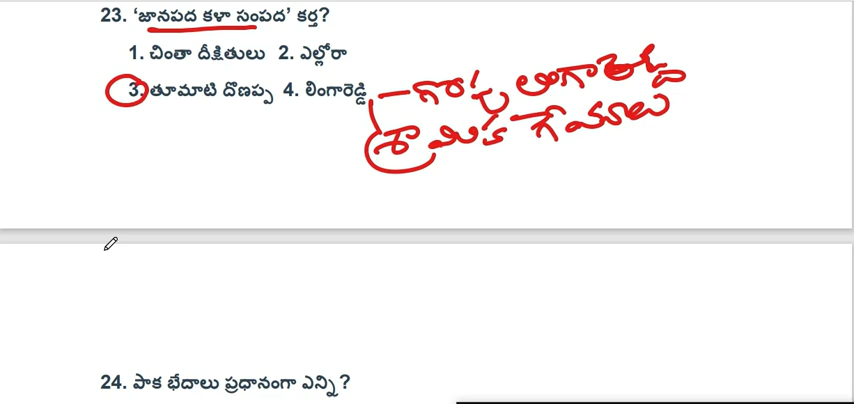 23. ‘జానపద కళా సంపద’ కర్త?
1. చింతా దీక్షితులు 2. ఎల్లోరా
3. తూమాటి దొణప్ప 4. లింగారెడ్డి
శ్రామిక గేయాలు
24. పాక భేదాలు ప్రధానంగా ఎన్ని?